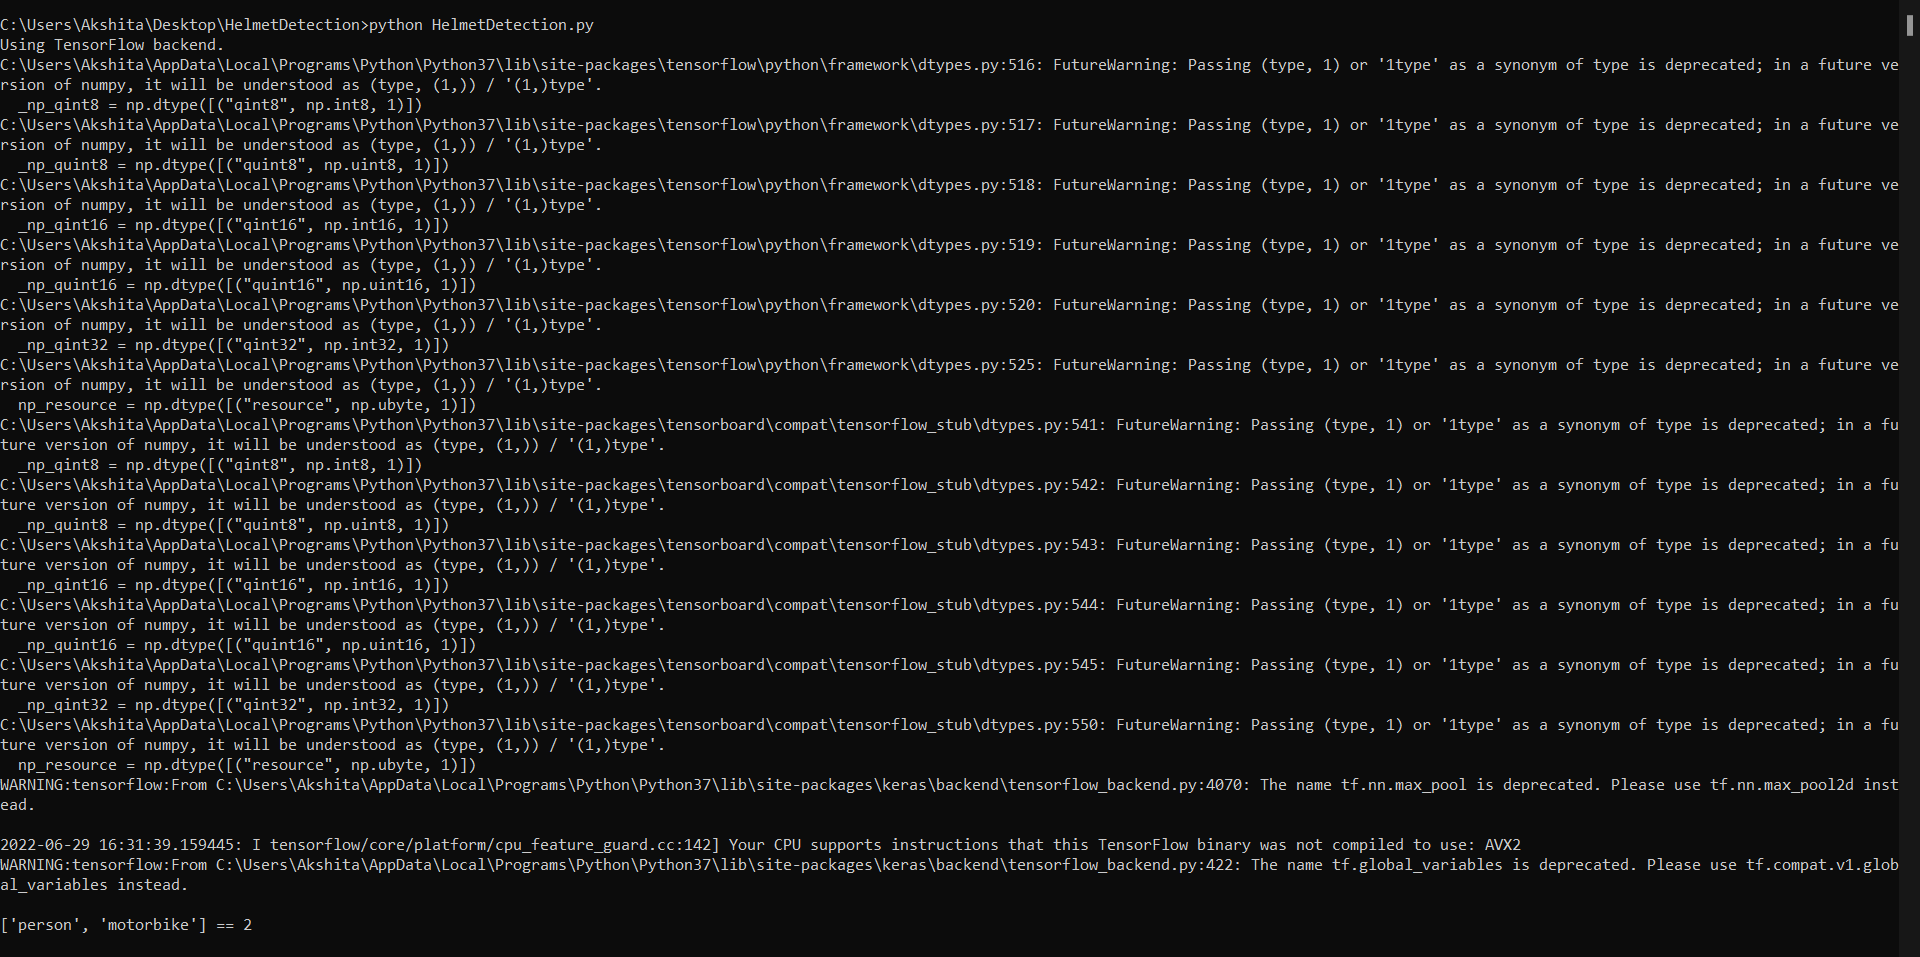 C:\Users\Akshita\Desktop\HelmetDetection>python HelmetDetection.py
Using TensorFlow backend.
C:\Users\Akshita\AppData\Local\Programs\Python\Python37\lib\site-packages\tensorflow\python\framework\dtypes.py:516: FutureWarning: Passing (type, 1) or '1type' as a synonym of type is deprecated; in a future ve
rsion of numpy, it will be understood as (type, (1,)) / '(1,)type'.
  _np_qint8 = np.dtype([("qint8", np.int8, 1)])
C:\Users\Akshita\AppData\Local\Programs\Python\Python37\lib\site-packages\tensorflow\python\framework\dtypes.py:517: FutureWarning: Passing (type, 1) or '1type' as a synonym of type is deprecated; in a future ve
rsion of numpy, it will be understood as (type, (1,)) / '(1,)type'.
  _np_quint8 = np.dtype([("quint8", np.uint8, 1)])
C:\Users\Akshita\AppData\Local\Programs\Python\Python37\lib\site-packages\tensorflow\python\framework\dtypes.py:518: FutureWarning: Passing (type, 1) or '1type' as a synonym of type is deprecated; in a future ve
rsion of numpy, it will be understood as (type, (1,)) / '(1,)type'.
  _np_qint16 = np.dtype([("qint16", np.int16, 1)])
C:\Users\Akshita\AppData\Local\Programs\Python\Python37\lib\site-packages\tensorflow\python\framework\dtypes.py:519: FutureWarning: Passing (type, 1) or '1type' as a synonym of type is deprecated; in a future ve
rsion of numpy, it will be understood as (type, (1,)) / '(1,)type'.
  _np_quint16 = np.dtype([("quint16", np.uint16, 1)])
C:\Users\Akshita\AppData\Local\Programs\Python\Python37\lib\site-packages\tensorflow\python\framework\dtypes.py:520: FutureWarning: Passing (type, 1) or '1type' as a synonym of type is deprecated; in a future ve
rsion of numpy, it will be understood as (type, (1,)) / '(1,)type'.
  _np_qint32 = np.dtype([("qint32", np.int32, 1)])
C:\Users\Akshita\AppData\Local\Programs\Python\Python37\lib\site-packages\tensorflow\python\framework\dtypes.py:525: FutureWarning: Passing (type, 1) or '1type' as a synonym of type is deprecated; in a future ve
rsion of numpy, it will be understood as (type, (1,)) / '(1,)type'.
  np_resource = np.dtype([("resource", np.ubyte, 1)])
C:\Users\Akshita\AppData\Local\Programs\Python\Python37\lib\site-packages\tensorboard\compat\tensorflow_stub\dtypes.py:541: FutureWarning: Passing (type, 1) or '1type' as a synonym of type is deprecated; in a fu
ture version of numpy, it will be understood as (type, (1,)) / '(1,)type'.
  _np_qint8 = np.dtype([("qint8", np.int8, 1)])
C:\Users\Akshita\AppData\Local\Programs\Python\Python37\lib\site-packages\tensorboard\compat\tensorflow_stub\dtypes.py:542: FutureWarning: Passing (type, 1) or '1type' as a synonym of type is deprecated; in a fu
ture version of numpy, it will be understood as (type, (1,)) / '(1,)type'.
  _np_quint8 = np.dtype([("quint8", np.uint8, 1)])
C:\Users\Akshita\AppData\Local\Programs\Python\Python37\lib\site-packages\tensorboard\compat\tensorflow_stub\dtypes.py:543: FutureWarning: Passing (type, 1) or '1type' as a synonym of type is deprecated; in a fu
ture version of numpy, it will be understood as (type, (1,)) / '(1,)type'.
  _np_qint16 = np.dtype([("qint16", np.int16, 1)])
C:\Users\Akshita\AppData\Local\Programs\Python\Python37\lib\site-packages\tensorboard\compat\tensorflow_stub\dtypes.py:544: FutureWarning: Passing (type, 1) or '1type' as a synonym of type is deprecated; in a fu
ture version of numpy, it will be understood as (type, (1,)) / '(1,)type'.
  _np_quint16 = np.dtype([("quint16", np.uint16, 1)])
C:\Users\Akshita\AppData\Local\Programs\Python\Python37\lib\site-packages\tensorboard\compat\tensorflow_stub\dtypes.py:545: FutureWarning: Passing (type, 1) or '1type' as a synonym of type is deprecated; in a fu
ture version of numpy, it will be understood as (type, (1,)) / '(1,)type'.
  _np_qint32 = np.dtype([("qint32", np.int32, 1)])
C:\Users\Akshita\AppData\Local\Programs\Python\Python37\lib\site-packages\tensorboard\compat\tensorflow_stub\dtypes.py:550: FutureWarning: Passing (type, 1) or '1type' as a synonym of type is deprecated; in a fu
ture version of numpy, it will be understood as (type, (1,)) / '(1,)type'.
  np_resource = np.dtype([("resource", np.ubyte, 1)])
WARNING:tensorflow:From C:\Users\Akshita\AppData\Local\Programs\Python\Python37\lib\site-packages\keras\backend\tensorflow_backend.py:4070: The name tf.nn.max_pool is deprecated. Please use tf.nn.max_pool2d inst
ead.
2022-06-29 16:31:39.159445: I tensorflow/core/platform/cpu_feature_guard.cc:142] Your CPU supports instructions that this TensorFlow binary was not compiled to use: AVX2
WARNING:tensorflow:From C:\Users\Akshita\AppData\Local\Programs\Python\Python37\lib\site-packages\keras\backend\tensorflow_backend.py:422: The name tf.global_variables is deprecated. Please use tf.compat.v1.glob
al_variables instead.
['person', 'motorbike'] == 2